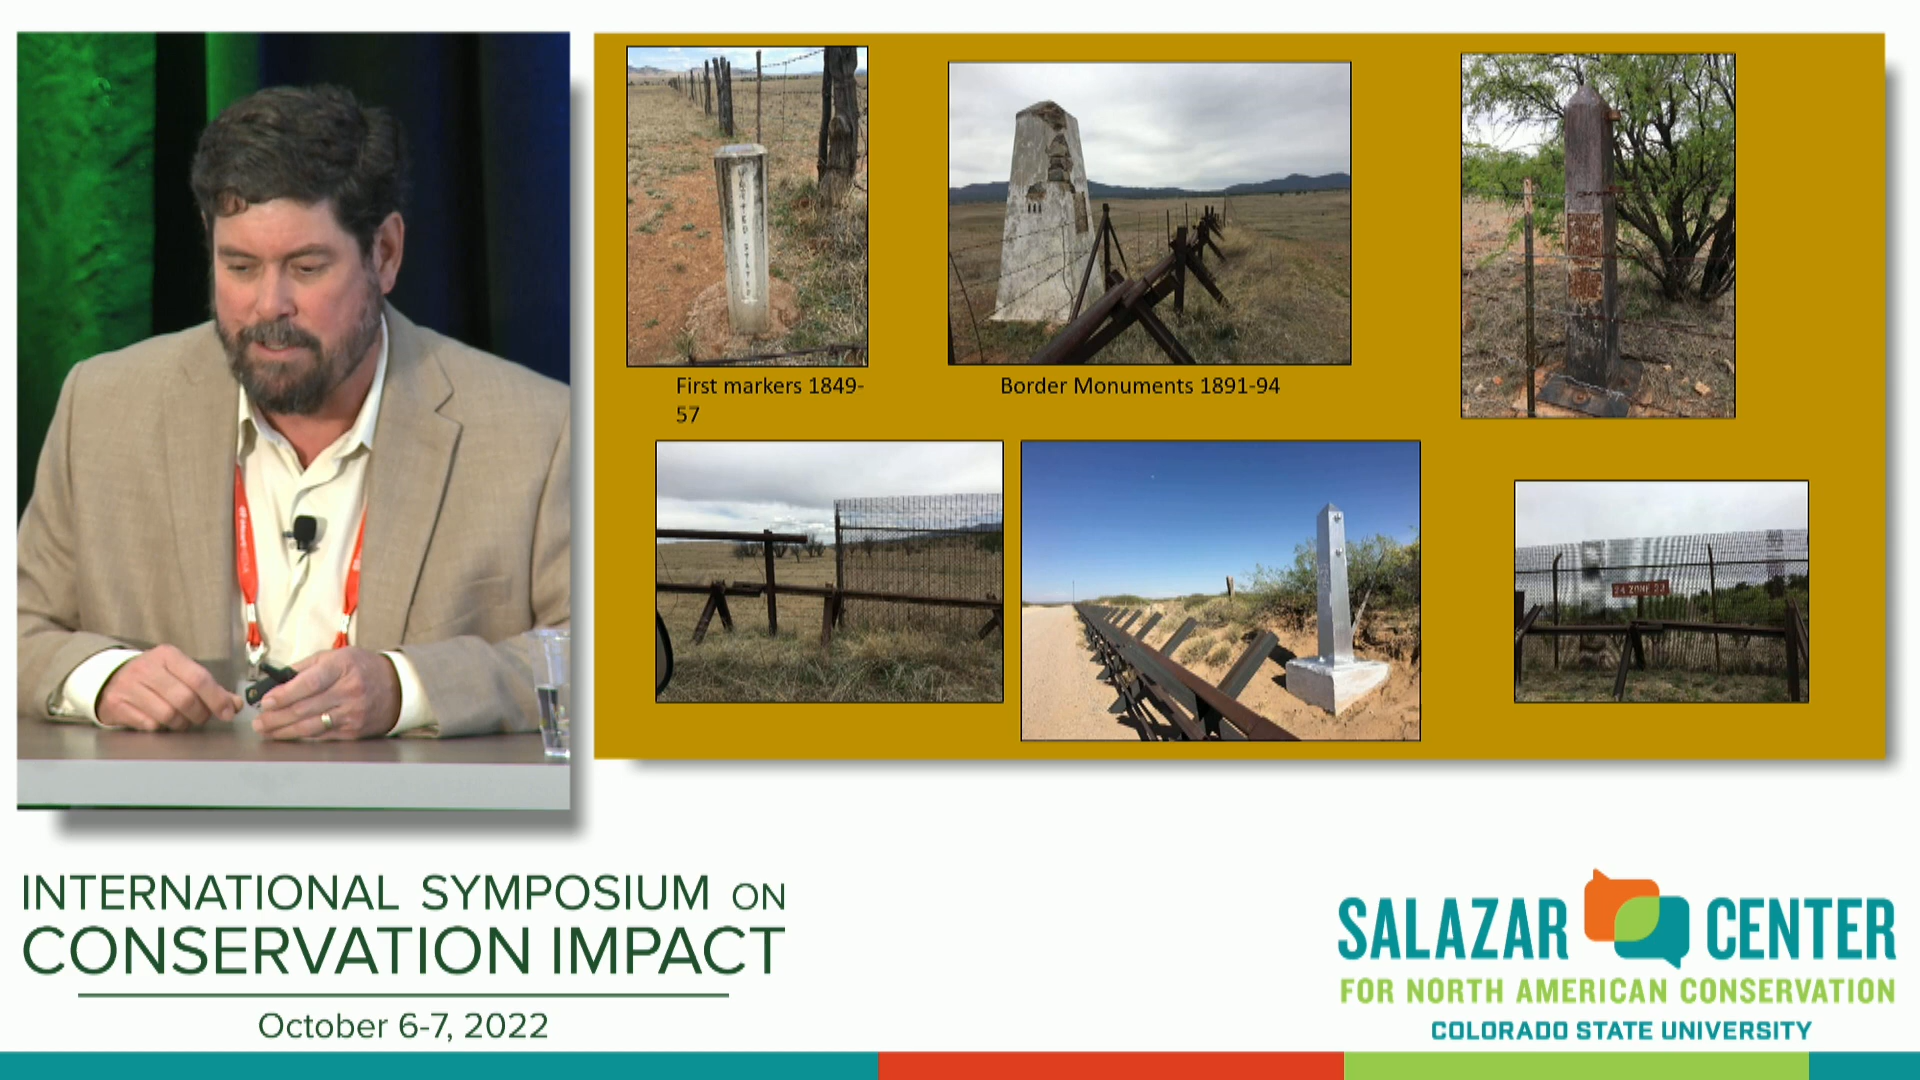 First markers 1849-
57
Border Monuments 1891-94
INTERNATIONAL SYMPOSIUM ON
CONSERVATION IMPACT
October 6-7, 2022
SALAZAR CENTER
FOR NORTH AMERICAN CONSERVATION
COLORADO STATE UNIVERSITY